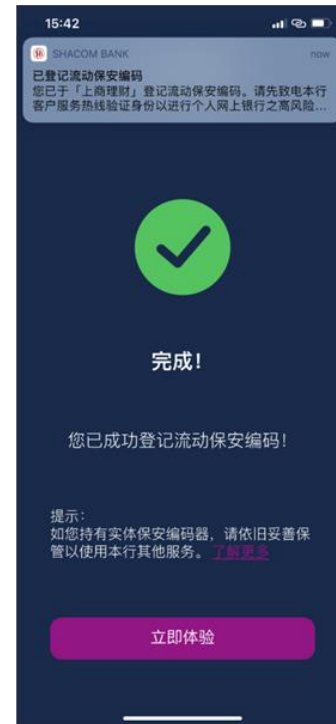 15:42
SHACOM BANK now
已登记流动保安编码
您已于「上商理财」登记流动保安编码。请先致电本行
客户服务热线验证身份以进行个人网上银行之高风险...
完成!
您已成功登记流动保安编码!
提示:
如您持有实体保安编码器,请依旧妥善保
管以使用本行其他服务。了解更多
立即体验